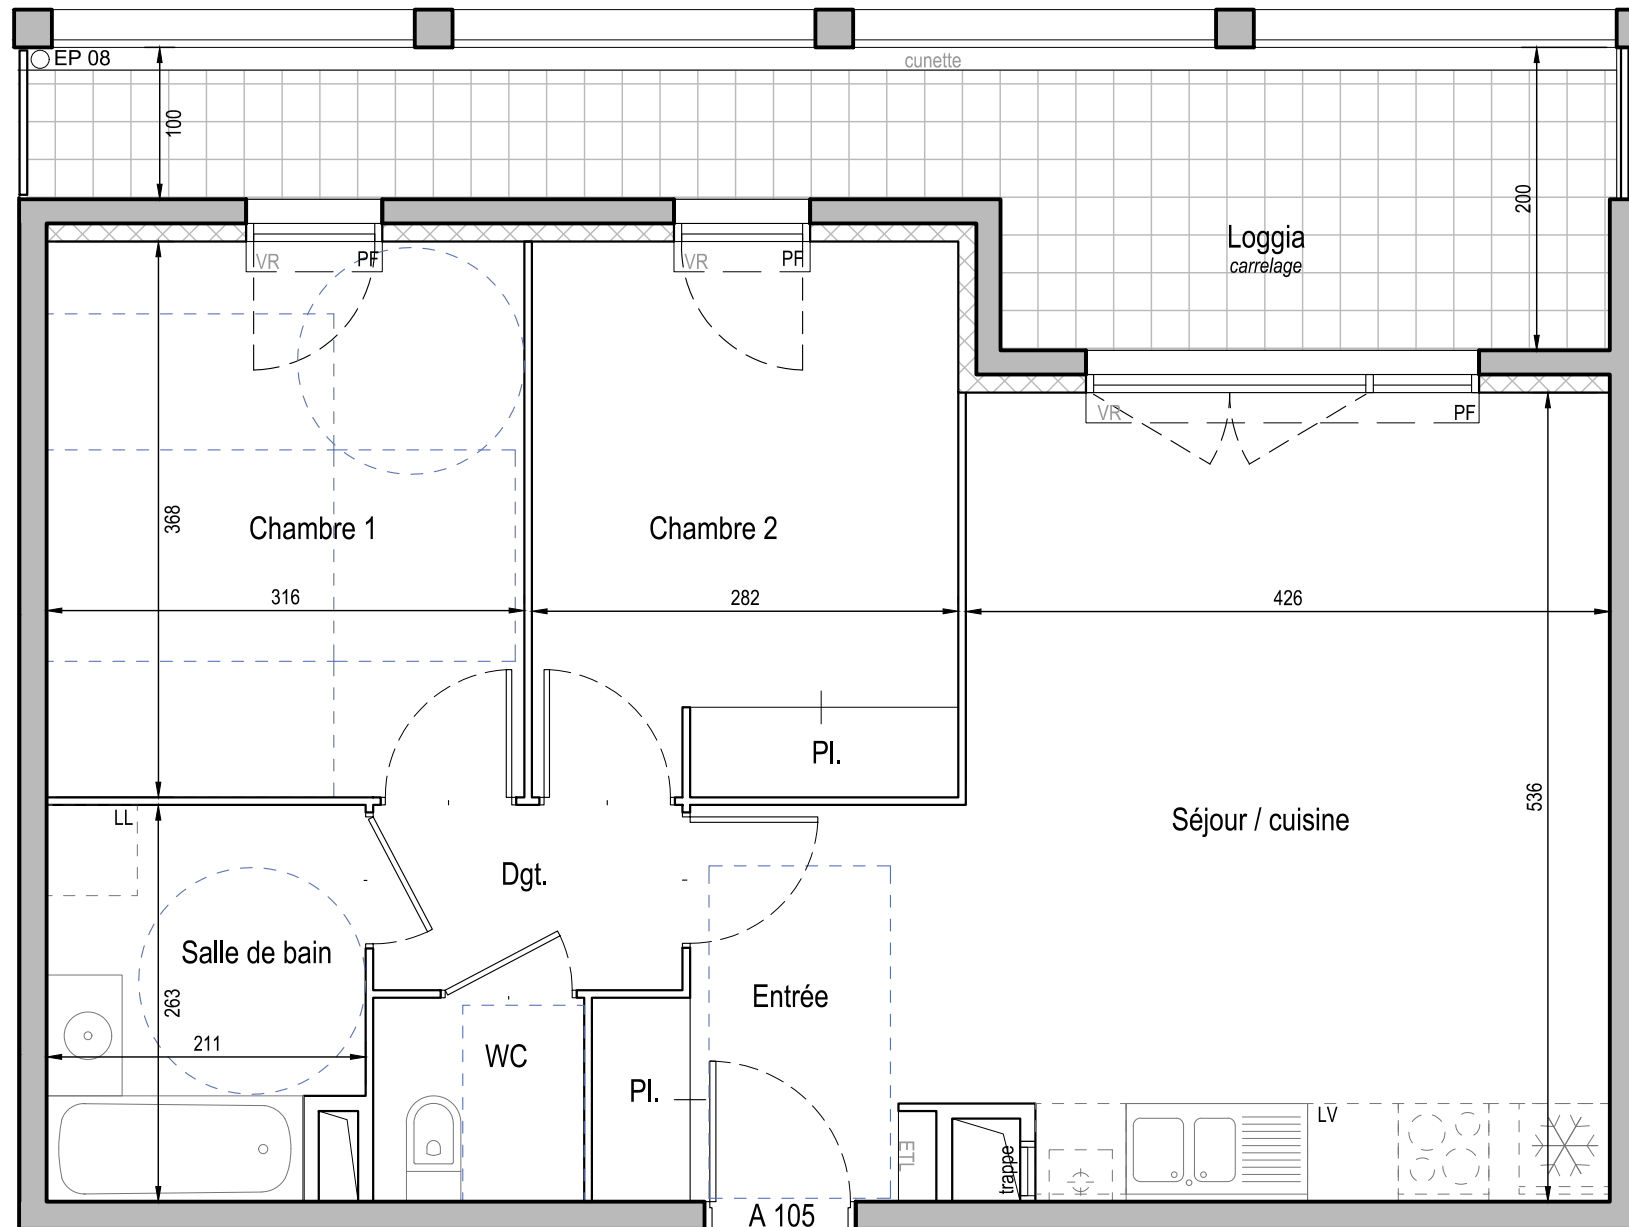 EP 08
cunette
100
200
Loggia
carrelage
VR
PF
VR
PF
VR
PF
368
Chambre 1
Chambre 2
316
282
426
Pl.
536
Séjour / cuisine
LL
Dgt.
Salle de bain
263
211
Entrée
WC
Pl.
LV
ETL
trappe
A 105